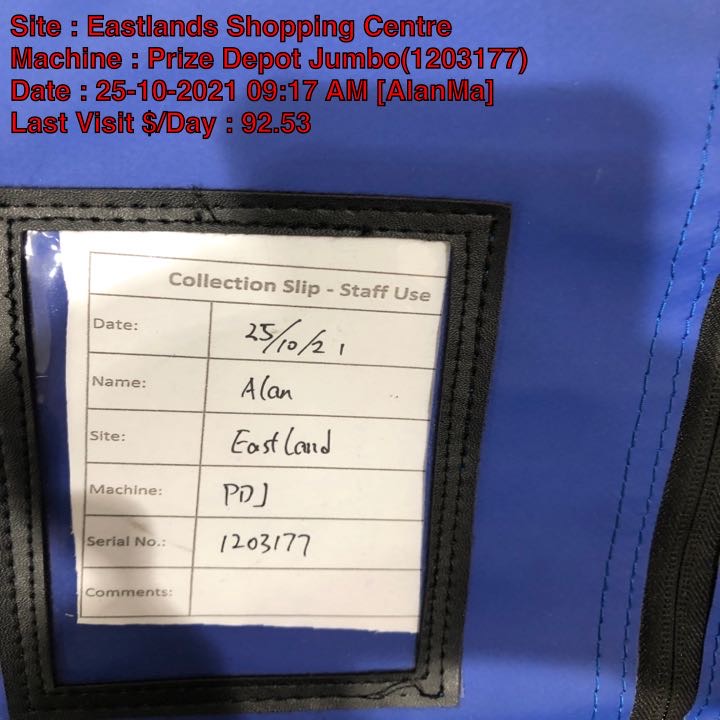 Site : Eastlands Shopping Centre
Machine : Prize Depot Jumbo(1203177)
Date : 25-10-2021 09:17 AM [AlanMa]
Last Visit $/Day : 92.53
Collection Slip - Staff Use
Date: 25/10/21
Name: Alan
Site: Eastland
Machine: PDJ
Serial No.: 1203177
Comments: